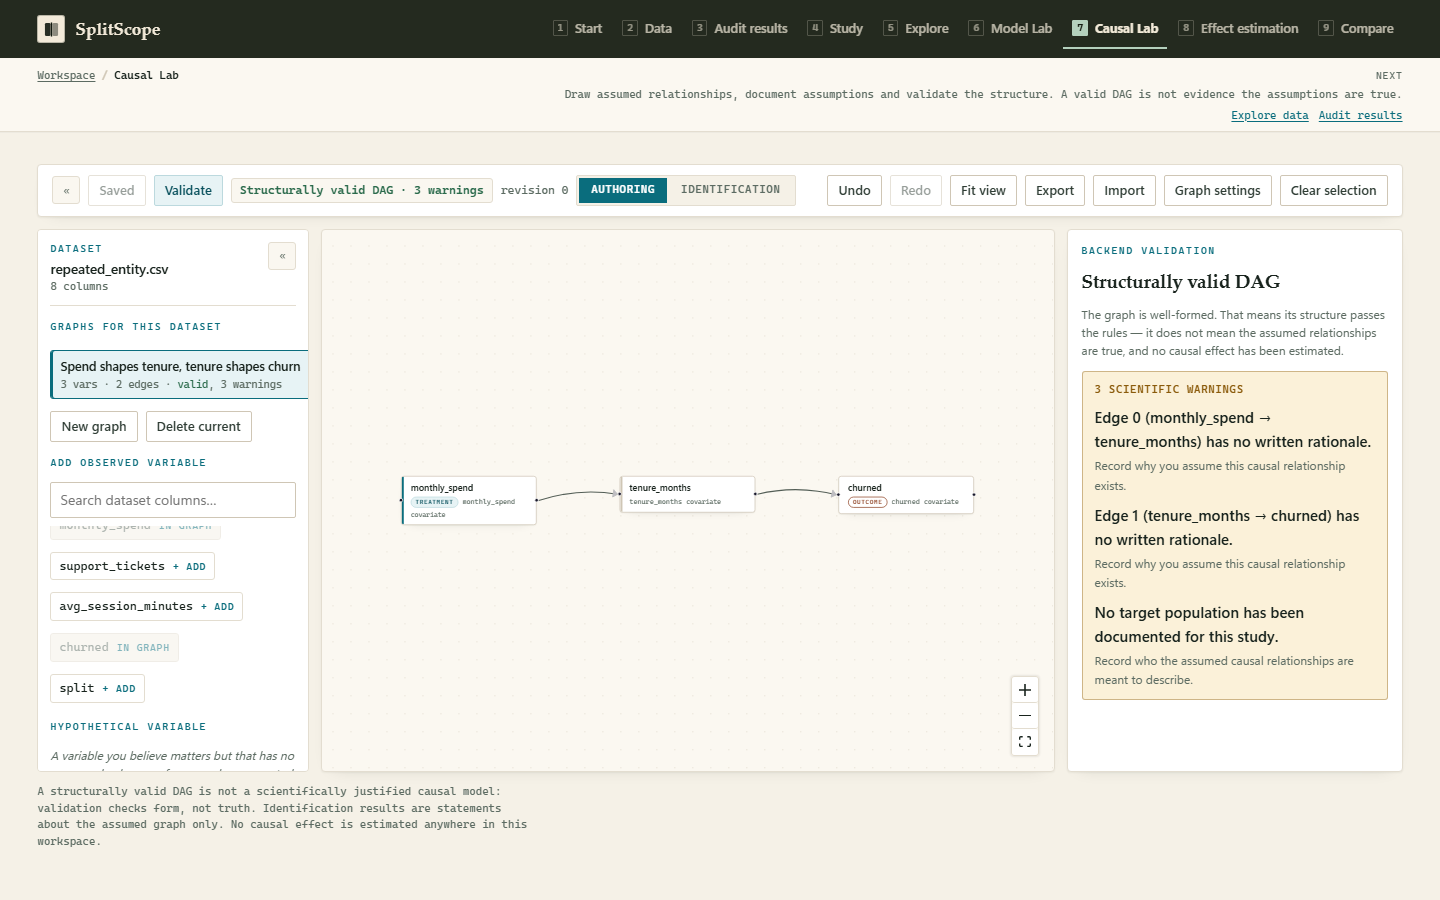 SplitScope
1 Start
2 Data
3 Audit results
4 Study
5 Explore
6 Model Lab
7 Causal Lab
8 Effect estimation
9 Compare
Workspace / Causal Lab
NEXT
Draw assumed relationships, document assumptions and validate the structure. A valid DAG is not evidence the assumptions are true.
Explore data Audit results
«
Saved
Validate
Structurally valid DAG · 3 warnings
revision 0
AUTHORING
IDENTIFICATION
Undo
Redo
Fit view
Export
Import
Graph settings
Clear selection
DATASET
«
repeated_entity.csv
8 columns
GRAPHS FOR THIS DATASET
Spend shapes tenure, tenure shapes churn
3 vars · 2 edges · valid, 3 warnings
New graph
Delete current
ADD OBSERVED VARIABLE
Search dataset columns...
monthly_spend IN GRAPH
support_tickets + ADD
avg_session_minutes + ADD
churned IN GRAPH
split + ADD
HYPOTHETICAL VARIABLE
A variable you believe matters but that has no
monthly_spend
TREATMENT monthly_spend
covariate
tenure_months
tenure_months covariate
churned
OUTCOME churned covariate
BACKEND VALIDATION
Structurally valid DAG
The graph is well-formed. That means its structure passes
the rules — it does not mean the assumed relationships
are true, and no causal effect has been estimated.
3 SCIENTIFIC WARNINGS
Edge 0 (monthly_spend →
tenure_months) has no written rationale.
Record why you assume this causal relationship
exists.
Edge 1 (tenure_months → churned) has
no written rationale.
Record why you assume this causal relationship
exists.
No target population has been
documented for this study.
Record who the assumed causal relationships are
meant to describe.
A structurally valid DAG is not a scientifically justified causal model:
validation checks form, not truth. Identification results are statements
about the assumed graph only. No causal effect is estimated anywhere in this
workspace.